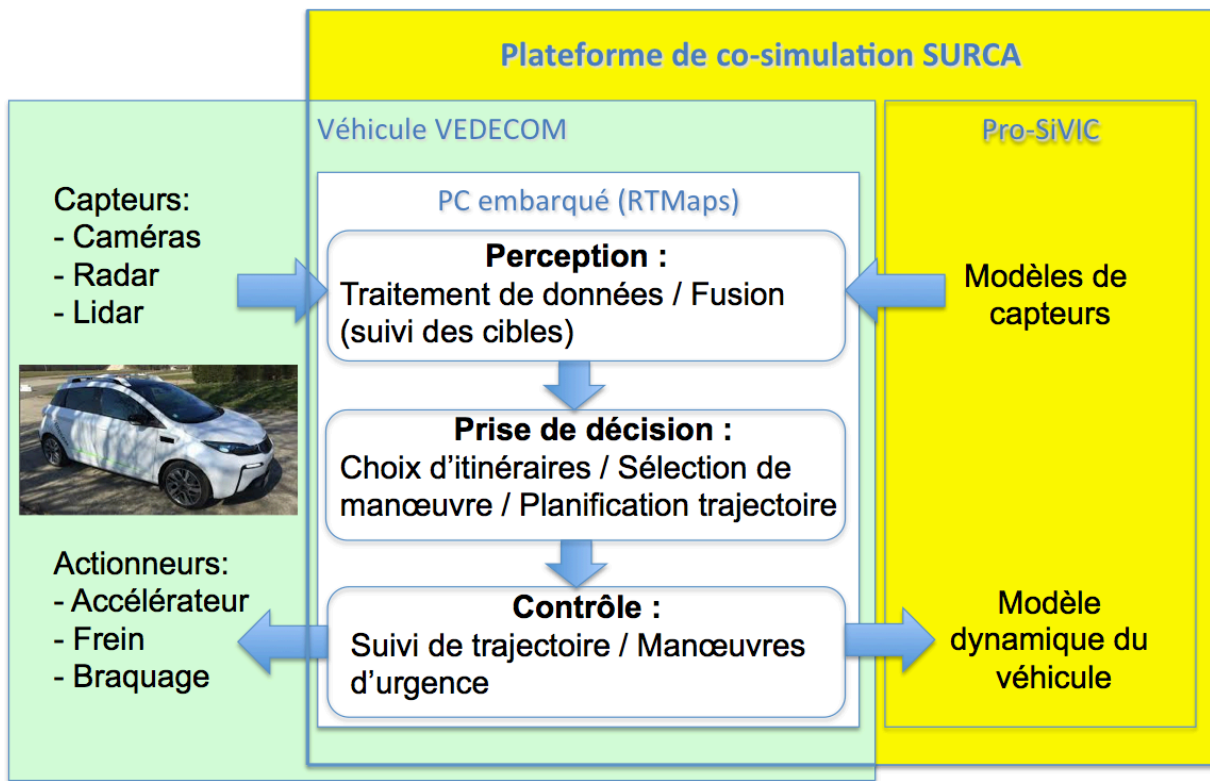 Plateforme de co-simulation SURCA
Véhicule VEDECOM
Pro-SiVIC
PC embarqué (RTMaps)
Capteurs:
- Caméras
- Radar
- Lidar
Perception :
Traitement de données / Fusion
(suivi des cibles)
Modèles de
capteurs
Prise de décision :
Choix d'itinéraires / Sélection de
manœuvre / Planification trajectoire
Actionneurs:
- Accélérateur
- Frein
- Braquage
Contrôle :
Suivi de trajectoire / Manœuvres
d'urgence
Modèle
dynamique du
véhicule